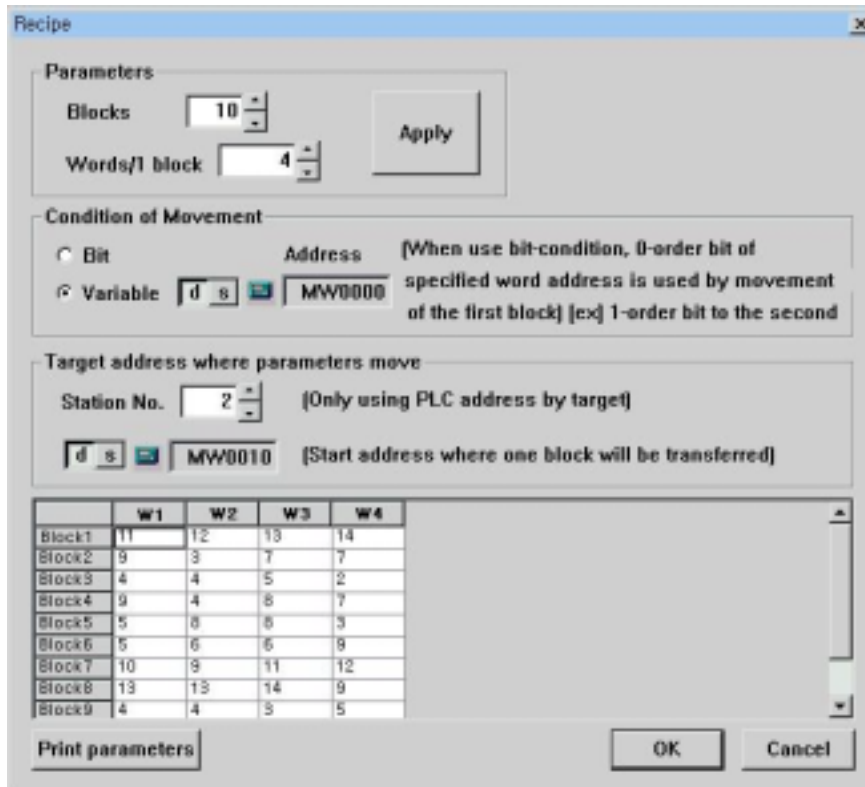 Recipe
Parameters
Blocks 10
Apply
Words/1 block 4
Condition of Movement
Bit Address (When use bit-condition, 0-order bit of
Variable d s MW0000 specified word address is used by movement
of the first block) (ex) 1-order bit to the second
Target address where parameters move
Station No. 2 (Only using PLC address by target)
d s MW0010 (Start address where one block will be transferred)
W1 W2 W3 W4
Block1 11 12 13 14
Block2 9 3 7 7
Block3 4 4 5 2
Block4 9 4 8 7
Block5 5 8 8 3
Block6 5 6 6 9
Block7 10 9 11 12
Block8 13 13 14 9
Block9 4 4 3 5
Print parameters OK Cancel